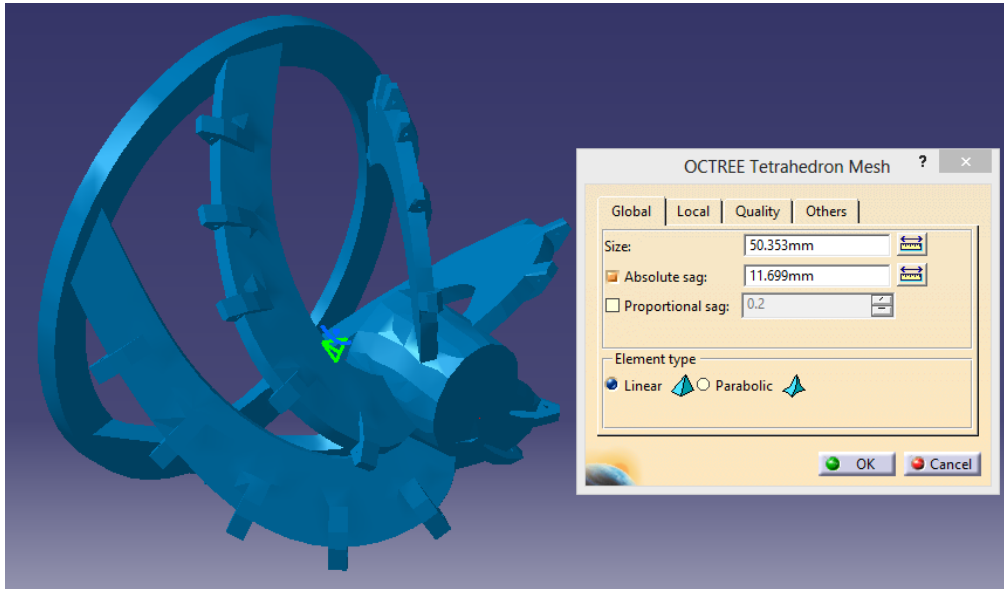 OCTREE Tetrahedron Mesh ? ×
Global Local Quality Others
Size: 50.353mm
Absolute sag: 11.699mm
Proportional sag: 0.2
Element type
Linear Parabolic
OK Cancel